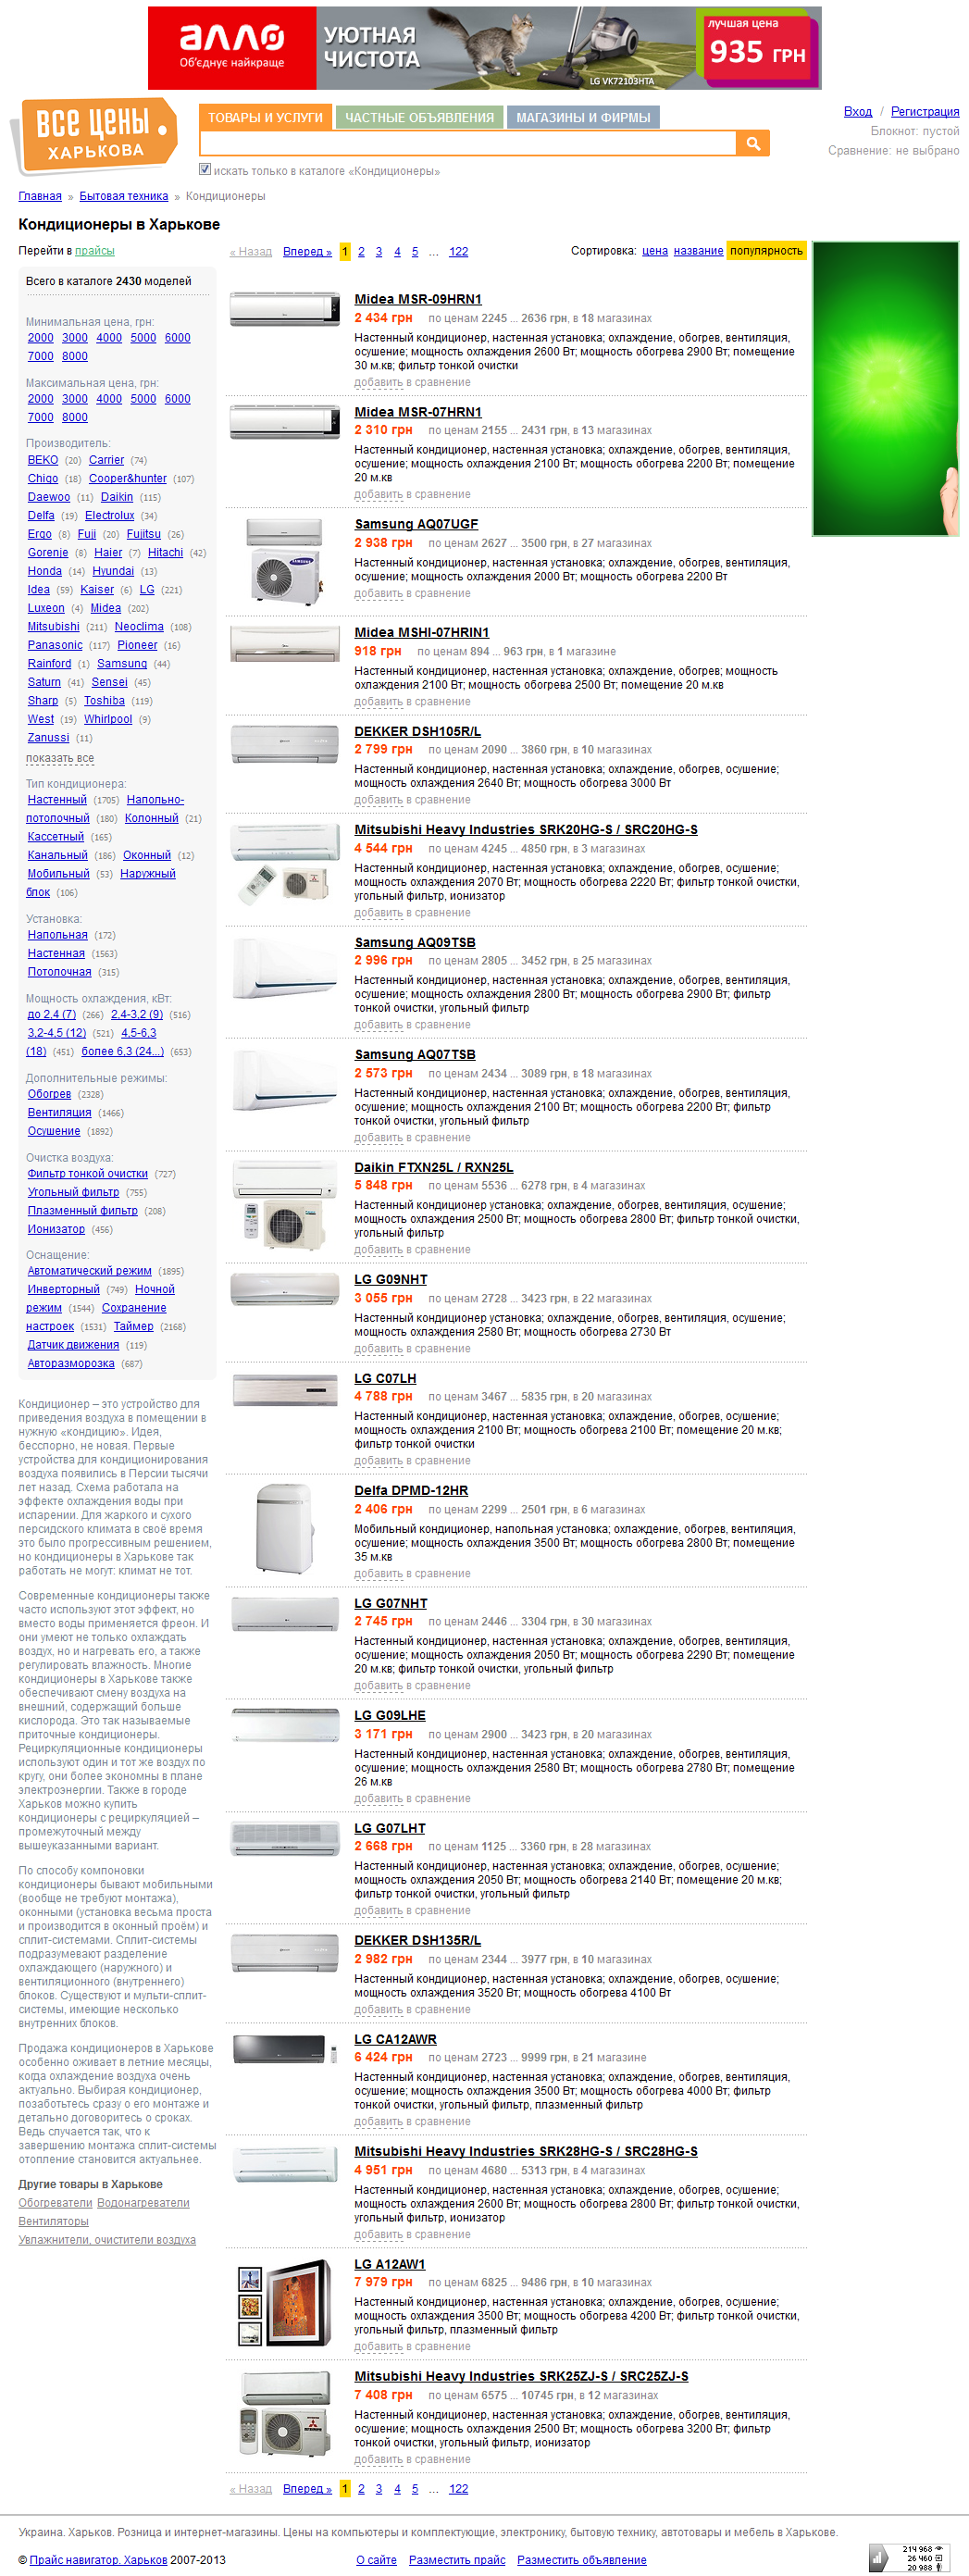 алло
Об'єднуйте найкраще
УЮТНАЯ
ЧИСТОТА
LG VK72103HTA
лучшая цена
935 ГРН
ВСЕ ЦЕНЫ
ХАРЬКОВА
ТОВАРЫ И УСЛУГИ
ЧАСТНЫЕ ОБЪЯВЛЕНИЯ
МАГАЗИНЫ И ФИРМЫ
искать только в каталоге «Кондиционеры»
Вход / Регистрация
Блокнот: пустой
Сравнение: не выбрано
Главная » Бытовая техника » Кондиционеры
Кондиционеры в Харькове
Перейти в прайсы
« Назад Вперед » 1 2 3 4 5 ... 122
Сортировка: цена название популярность
Всего в каталоге 2430 моделей
Минимальная цена, грн:
2000 3000 4000 5000 6000
7000 8000
Максимальная цена, грн:
2000 3000 4000 5000 6000
7000 8000
Производитель:
BEKO (20) Carrier (74)
Chigo (18) Cooper&hunter (107)
Daewoo (11) Daikin (115)
Delfa (19) Electrolux (34)
Ergo (8) Fuji (20) Fujitsu (26)
Gorenje (8) Haier (7) Hitachi (42)
Honda (14) Hyundai (13)
Idea (59) Kaiser (6) LG (221)
Luxeon (4) Midea (202)
Mitsubishi (211) Neoclima (108)
Panasonic (117) Pioneer (16)
Rainford (1) Samsung (44)
Saturn (41) Sensei (45)
Sharp (5) Toshiba (119)
West (19) Whirlpool (9)
Zanussi (11)
показать все
Тип кондиционера:
Настенный (1705) Напольно-
потолочный (180) Колонный (21)
Кассетный (165)
Канальный (186) Оконный (12)
Мобильный (53) Наружный
блок (106)
Установка:
Напольная (172)
Настенная (1563)
Потолочная (315)
Мощность охлаждения, кВт:
до 2,4 (7) (266) 2,4-3,2 (9) (516)
3,2-4,5 (12) (521) 4,5-6,3
(18) (451) более 6,3 (24...) (653)
Дополнительные режимы:
Обогрев (2328)
Вентиляция (1466)
Осушение (1892)
Очистка воздуха:
Фильтр тонкой очистки (727)
Угольный фильтр (755)
Плазменный фильтр (208)
Ионизатор (456)
Оснащение:
Автоматический режим (1895)
Инверторный (749) Ночной
режим (1544) Сохранение
настроек (1531) Таймер (2168)
Датчик движения (119)
Авторазморозка (687)
Кондиционер – это устройство для
приведения воздуха в помещении в
нужную «кондицию». Идея,
бесспорно, не новая. Первые
устройства для кондиционирования
воздуха появились в Персии тысячи
лет назад. Схема работала на
эффекте охлаждения воды при
испарении. Для жаркого и сухого
персидского климата в своё время
это было прогрессивным решением,
но кондиционеры в Харькове так
работать не могут: климат не тот.
Современные кондиционеры также
часто используют этот эффект, но
вместо воды применяется фреон. И
они умеют не только охлаждать
воздух, но и нагревать его, а также
регулировать влажность. Многие
кондиционеры в Харькове также
обеспечивают смену воздуха на
внешний, содержащий больше
кислорода. Это так называемые
приточные кондиционеры.
Рециркуляционные кондиционеры
используют один и тот же воздух по
кругу, они более экономны в плане
электроэнергии. Также в городе
Харьков можно купить
кондиционеры с рециркуляцией –
промежуточный между
вышеуказанными вариант.
По способу компоновки
кондиционеры бывают мобильными
(вообще не требуют монтажа),
оконными (установка весьма проста
и производится в оконный проём) и
сплит-системами. Сплит-системы
подразумевают разделение
охлаждающего (наружного) и
вентиляционного (внутреннего)
блоков. Существуют и мульти-сплит-
системы, имеющие несколько
внутренних блоков.
Продажа кондиционеров в Харькове
особенно оживает в летние месяцы,
когда охлаждение воздуха очень
актуально. Выбирая кондиционер,
позаботьтесь сразу о его монтаже и
детально договоритесь о сроках.
Ведь случается так, что к
завершению монтажа сплит-системы
отопление становится актуальнее.
Другие товары в Харькове
Обогреватели Водонагреватели
Вентиляторы
Увлажнители, очистители воздуха
Midea MSR-09HRN1
2 434 грн по ценам 2245 ... 2636 грн, в 18 магазинах
Настенный кондиционер, настенная установка; охлаждение, обогрев, вентиляция,
осушение; мощность охлаждения 2600 Вт; мощность обогрева 2900 Вт; помещение
30 м.кв; фильтр тонкой очистки
добавить в сравнение
Midea MSR-07HRN1
2 310 грн по ценам 2155 ... 2431 грн, в 13 магазинах
Настенный кондиционер, настенная установка; охлаждение, обогрев, вентиляция,
осушение; мощность охлаждения 2100 Вт; мощность обогрева 2200 Вт; помещение
20 м.кв
добавить в сравнение
Samsung AQ07UGF
2 938 грн по ценам 2627 ... 3500 грн, в 27 магазинах
Настенный кондиционер, настенная установка; охлаждение, обогрев, вентиляция,
осушение; мощность охлаждения 2000 Вт; мощность обогрева 2200 Вт
добавить в сравнение
Midea MSHI-07HRIN1
918 грн по ценам 894 ... 963 грн, в 1 магазине
Настенный кондиционер, настенная установка; охлаждение, обогрев; мощность
охлаждения 2100 Вт; мощность обогрева 2500 Вт; помещение 20 м.кв
добавить в сравнение
DEKKER DSH105R/L
2 799 грн по ценам 2090 ... 3860 грн, в 10 магазинах
Настенный кондиционер, настенная установка; охлаждение, обогрев, осушение;
мощность охлаждения 2640 Вт; мощность обогрева 3000 Вт
добавить в сравнение
Mitsubishi Heavy Industries SRK20HG-S / SRC20HG-S
4 544 грн по ценам 4245 ... 4850 грн, в 3 магазинах
Настенный кондиционер, настенная установка; охлаждение, обогрев, осушение;
мощность охлаждения 2070 Вт; мощность обогрева 2220 Вт; фильтр тонкой очистки,
угольный фильтр, ионизатор
добавить в сравнение
Samsung AQ09TSB
2 996 грн по ценам 2805 ... 3452 грн, в 25 магазинах
Настенный кондиционер, настенная установка; охлаждение, обогрев, вентиляция,
осушение; мощность охлаждения 2800 Вт; мощность обогрева 2900 Вт; фильтр
тонкой очистки, угольный фильтр
добавить в сравнение
Samsung AQ07TSB
2 573 грн по ценам 2434 ... 3089 грн, в 18 магазинах
Настенный кондиционер, настенная установка; охлаждение, обогрев, вентиляция,
осушение; мощность охлаждения 2100 Вт; мощность обогрева 2200 Вт; фильтр
тонкой очистки, угольный фильтр
добавить в сравнение
Daikin FTXN25L / RXN25L
5 848 грн по ценам 5536 ... 6278 грн, в 4 магазинах
Настенный кондиционер установка; охлаждение, обогрев, вентиляция, осушение;
мощность охлаждения 2500 Вт; мощность обогрева 2800 Вт; фильтр тонкой очистки,
угольный фильтр
добавить в сравнение
LG G09NHT
3 055 грн по ценам 2728 ... 3423 грн, в 22 магазинах
Настенный кондиционер установка; охлаждение, обогрев, вентиляция, осушение;
мощность охлаждения 2580 Вт; мощность обогрева 2730 Вт
добавить в сравнение
LG C07LH
4 788 грн по ценам 3467 ... 5835 грн, в 20 магазинах
Настенный кондиционер, настенная установка; охлаждение, обогрев, осушение;
мощность охлаждения 2100 Вт; мощность обогрева 2100 Вт; помещение 20 м.кв;
фильтр тонкой очистки
добавить в сравнение
Delfa DPMD-12HR
2 406 грн по ценам 2299 ... 2501 грн, в 6 магазинах
Мобильный кондиционер, напольная установка; охлаждение, обогрев, вентиляция,
осушение; мощность охлаждения 3500 Вт; мощность обогрева 2800 Вт; помещение
35 м.кв
добавить в сравнение
LG G07NHT
2 745 грн по ценам 2446 ... 3304 грн, в 30 магазинах
Настенный кондиционер, настенная установка; охлаждение, обогрев, вентиляция,
осушение; мощность охлаждения 2050 Вт; мощность обогрева 2290 Вт; помещение
20 м.кв; фильтр тонкой очистки, угольный фильтр
добавить в сравнение
LG G09LHE
3 171 грн по ценам 2900 ... 3423 грн, в 20 магазинах
Настенный кондиционер, настенная установка; охлаждение, обогрев, вентиляция,
осушение; мощность охлаждения 2580 Вт; мощность обогрева 2780 Вт; помещение
26 м.кв
добавить в сравнение
LG G07LHT
2 668 грн по ценам 1125 ... 3360 грн, в 28 магазинах
Настенный кондиционер, настенная установка; охлаждение, обогрев, осушение;
мощность охлаждения 2050 Вт; мощность обогрева 2140 Вт; помещение 20 м.кв;
фильтр тонкой очистки, угольный фильтр
добавить в сравнение
DEKKER DSH135R/L
2 982 грн по ценам 2344 ... 3977 грн, в 10 магазинах
Настенный кондиционер, настенная установка; охлаждение, обогрев, осушение;
мощность охлаждения 3520 Вт; мощность обогрева 4100 Вт
добавить в сравнение
LG CA12AWR
6 424 грн по ценам 2723 ... 9999 грн, в 21 магазине
Настенный кондиционер, настенная установка; охлаждение, обогрев, вентиляция,
осушение; мощность охлаждения 3500 Вт; мощность обогрева 4000 Вт; фильтр
тонкой очистки, угольный фильтр, плазменный фильтр
добавить в сравнение
Mitsubishi Heavy Industries SRK28HG-S / SRC28HG-S
4 951 грн по ценам 4680 ... 5313 грн, в 4 магазинах
Настенный кондиционер, настенная установка; охлаждение, обогрев, осушение;
мощность охлаждения 2600 Вт; мощность обогрева 2800 Вт; фильтр тонкой очистки,
угольный фильтр, ионизатор
добавить в сравнение
LG A12AW1
7 979 грн по ценам 6825 ... 9486 грн, в 10 магазинах
Настенный кондиционер, настенная установка; охлаждение, обогрев, осушение;
мощность охлаждения 3500 Вт; мощность обогрева 4200 Вт; фильтр тонкой очистки,
угольный фильтр, плазменный фильтр
добавить в сравнение
Mitsubishi Heavy Industries SRK25ZJ-S / SRC25ZJ-S
7 408 грн по ценам 6575 ... 10745 грн, в 12 магазинах
Настенный кондиционер, настенная установка; охлаждение, обогрев, вентиляция,
осушение; мощность охлаждения 2500 Вт; мощность обогрева 3200 Вт; фильтр
тонкой очистки, угольный фильтр, ионизатор
добавить в сравнение
« Назад Вперед » 1 2 3 4 5 ... 122
Украина. Харьков. Розница и интернет-магазины. Цены на компьютеры и комплектующие, электронику, бытовую технику, автотовары и мебель в Харькове.
© Прайс навигатор. Харьков 2007-2013
О сайте Разместить прайс Разместить объявление
214 968
26 460
20 988